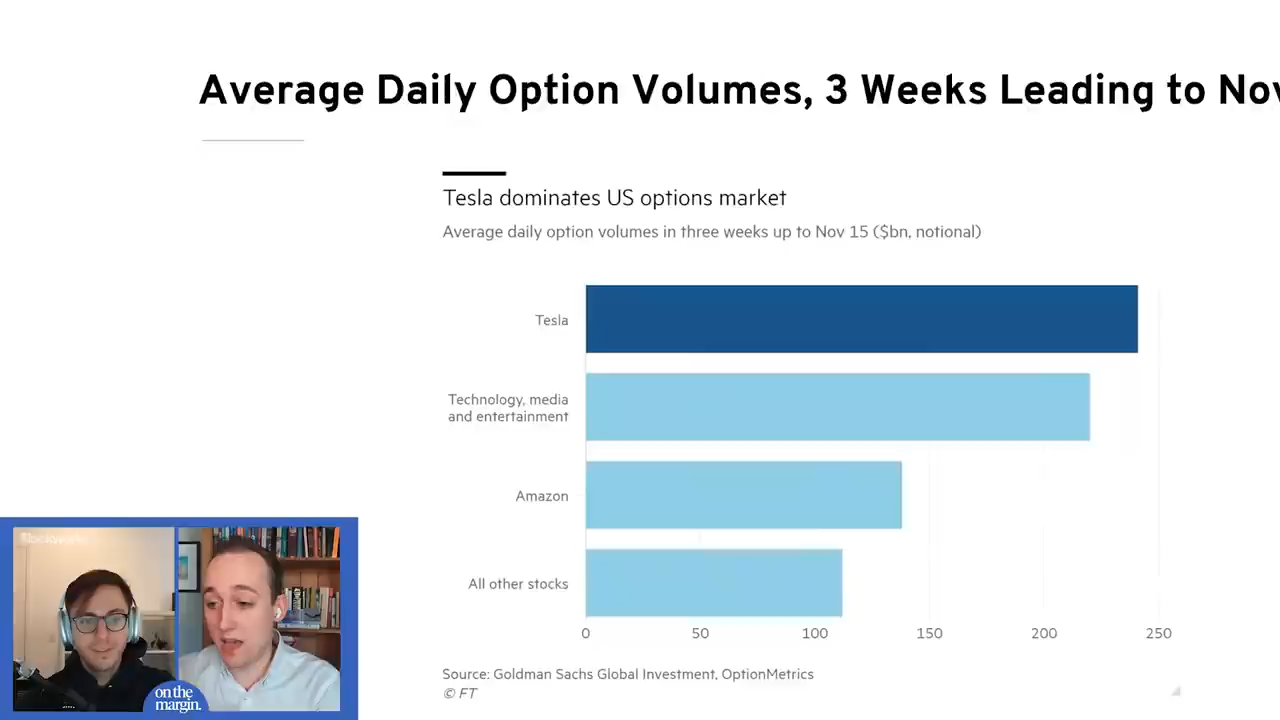 Average Daily Option Volumes, 3 Weeks Leading to Nov
Tesla dominates US options market
Average daily option volumes in three weeks up to Nov 15 ($bn, notional)
Tesla
Technology, media
and entertainment
Amazon
All other stocks
0 50 100 150 200 250
Source: Goldman Sachs Global Investment, OptionMetrics
© FT
Blockworks
on the
margin.